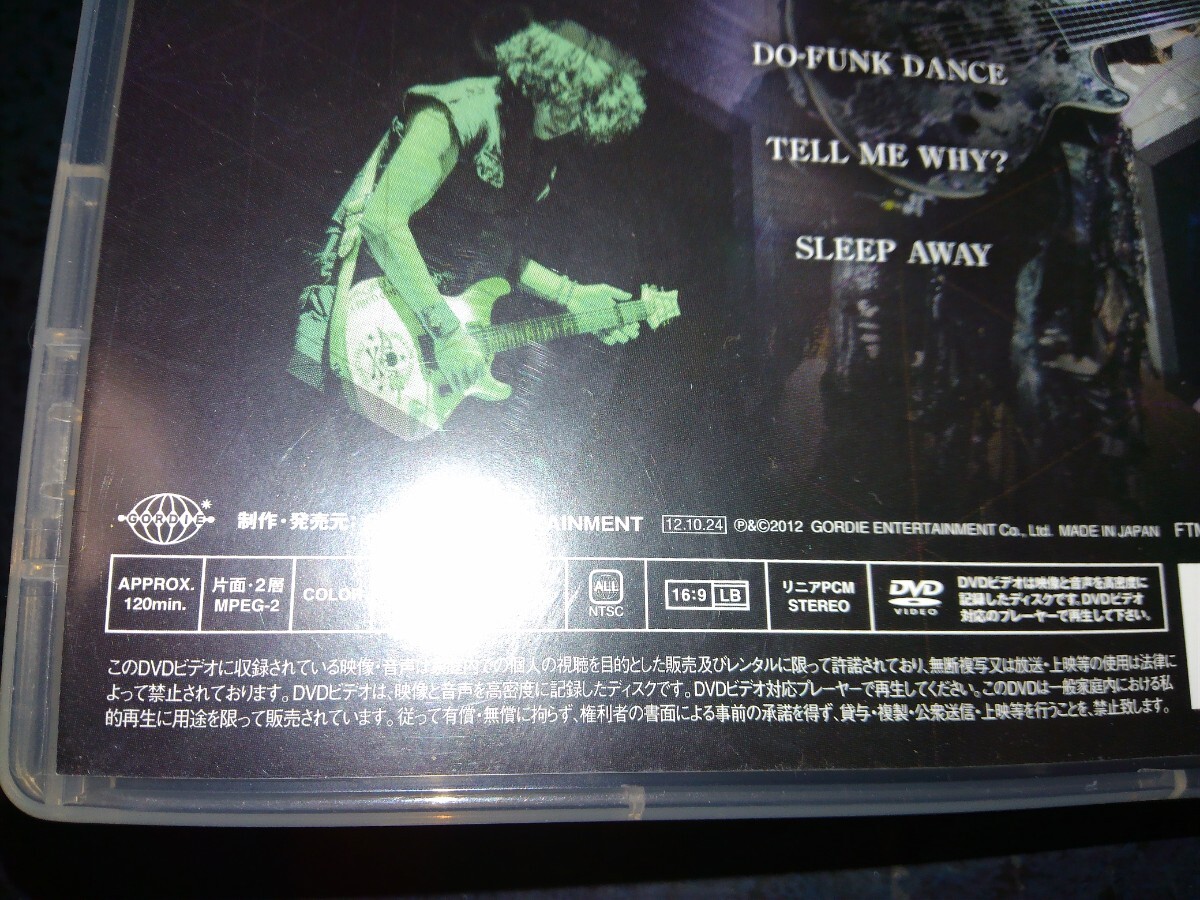 DO-FUNK DANCE
TELL ME WHY?
SLEEP AWAY
GORDIE
制作・発売元: AINMENT 12.10.24 ℗&©2012 GORDIE ENTERTAINMENT Co., Ltd. MADE IN JAPAN FTM
APPROX.
120min.
片面・2層
MPEG-2
COLOR
ALL
NTSC
16:9 LB
リニアPCM
STEREO
DVD
VIDEO
DVDビデオは映像と音声を高密度に
記録したディスクです。DVDビデオ
対応のプレーヤーで再生して下さい。
このDVDビデオに収録されている映像・音声は 内での個人の視聴を目的とした販売及びレンタルに限って許諾されており、無断複写又は放送・上映等の使用は法律に
よって禁止されております。DVDビデオは、映像と音声を高密度に記録したディスクです。DVDビデオ対応プレーヤーで再生してください。このDVDは一般家庭内における私
的再生に用途を限って販売されています。従って有償・無償に拘らず、権利者の書面による事前の承諾を得ず、貸与・複製・公衆送信・上映等を行うことを、禁止致します。